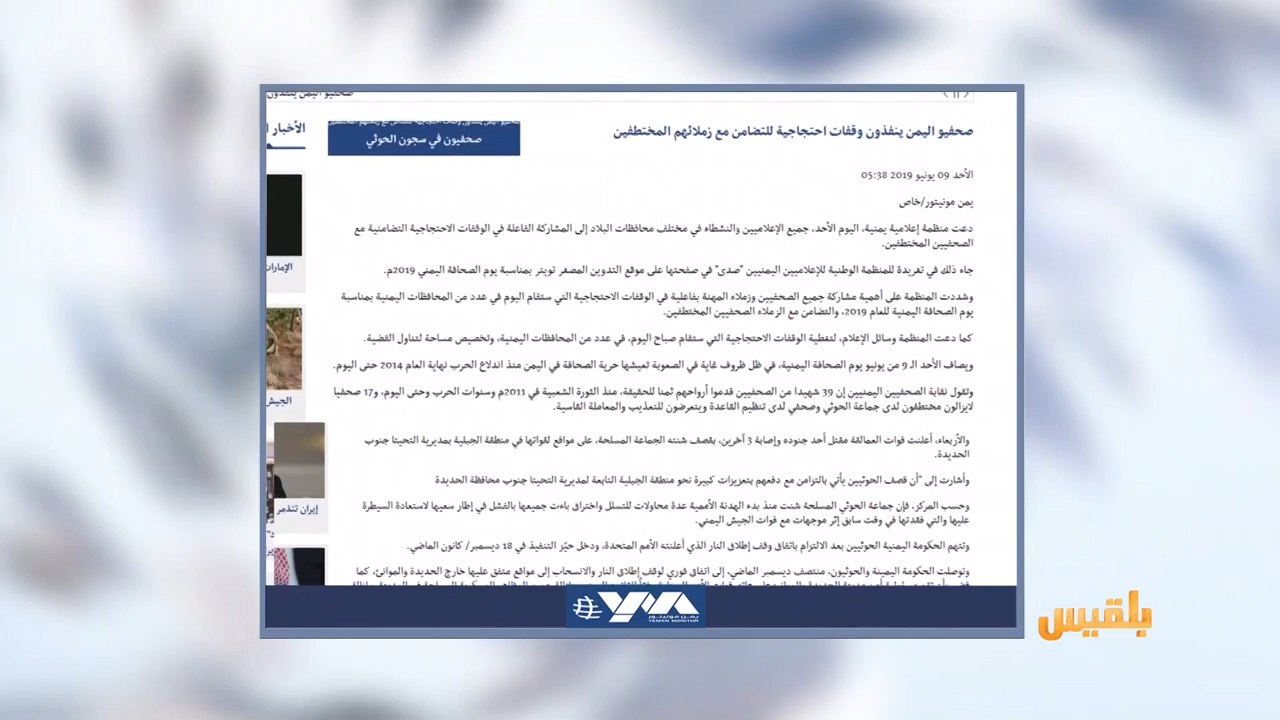 صحفيو اليمن ينفذون
صحفيو اليمن ينفذون وقفات احتجاجية للتضامن مع زملائهم المختطفين
صحفيون في سجون الحوثي
الأخبار ا
الأحد 09 يونيو 2019 05:38
يمن مونيتور/خاص
دعت منظمة إعلامية يمنية، اليوم الأحد، جميع الإعلاميين والنشطاء في مختلف محافظات البلاد إلى المشاركة الفاعلة في الوقفات الاحتجاجية التضامنية مع
الصحفيين المختطفين.
جاء ذلك في تغريدة للمنظمة الوطنية للإعلاميين اليمنيين "صدى" في صفحتها على موقع التدوين المصغر تويتر بمناسبة يوم الصحافة اليمني 2019م.
وشددت المنظمة على أهمية مشاركة جميع الصحفيين وزملاء المهنة بفاعلية في الوقفات الاحتجاجية التي ستقام اليوم في عدد من المحافظات اليمنية بمناسبة
يوم الصحافة اليمنية للعام 2019، والتضامن مع الزملاء الصحفيين المختطفين.
كما دعت المنظمة وسائل الإعلام، لتغطية الوقفات الاحتجاجية التي ستقام صباح اليوم، في عدد من المحافظات اليمنية، وتخصيص مساحة لتناول القضية.
ويصاف الأحد الـ 9 من يونيو يوم الصحافة اليمنية، في ظل ظروف غاية في الصعوبة تعيشها حرية الصحافة في اليمن منذ اندلاع الحرب نهاية العام 2014 حتى اليوم.
وتقول نقابة الصحفيين اليمنيين إن 39 شهيدا من الصحفيين قدموا أرواحهم ثمنا للحقيقة، منذ الثورة الشعبية في 2011م وسنوات الحرب وحتى اليوم، و17 صحفيا
لايزالون مختطفون لدى جماعة الحوثي وصحفي لدى تنظيم القاعدة ويتعرضون للتعذيب والمعاملة القاسية.
والأربعاء، أعلنت قوات العمالقة مقتل أحد جنوده وإصابة 3 آخرين، بقصف شنته الجماعة المسلحة، على مواقع لقواتها في منطقة الجبلية بمديرية التحيتا جنوب
الحديدة.
وأشارت إلى "أن قصف الحوثيين يأتي بالتزامن مع دفعهم بتعزيزات كبيرة نحو منطقة الجبلية التابعة لمديرية التحيتا جنوب محافظة الحديدة
وحسب المركز، فإن جماعة الحوثي المسلحة شنت منذ بدء الهدنة الأممية عدة محاولات للتسلل واختراق باءت جميعها بالفشل في إطار سعيها لاستعادة السيطرة
عليها والتي فقدتها في وقت سابق إثر موجهات مع قوات الجيش اليمني.
وتتهم الحكومة اليمنية الحوثيين بعد الالتزام باتفاق وقف إطلاق النار الذي أعلنته الأمم المتحدة، ودخل حيّز التنفيذ في 18 ديسمبر/ كانون الماضي.
وتوصلت الحكومة اليمينة والحوثيون، منتصف ديسمبر الماضي، إلى اتفاق فوري لوقف إطلاق النار والانسحاب إلى مواقع متفق عليها خارج الحديدة والموانئ، كما
الإمارات
الجيش
إيران تتذمر
يمن مونيتور
YEMEN MONITOR
بلقيس